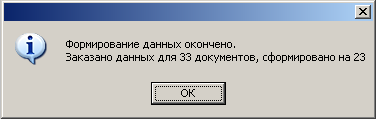 Формирование данных окончено.
Заказано данных для 33 документов, сформировано на 23
OK